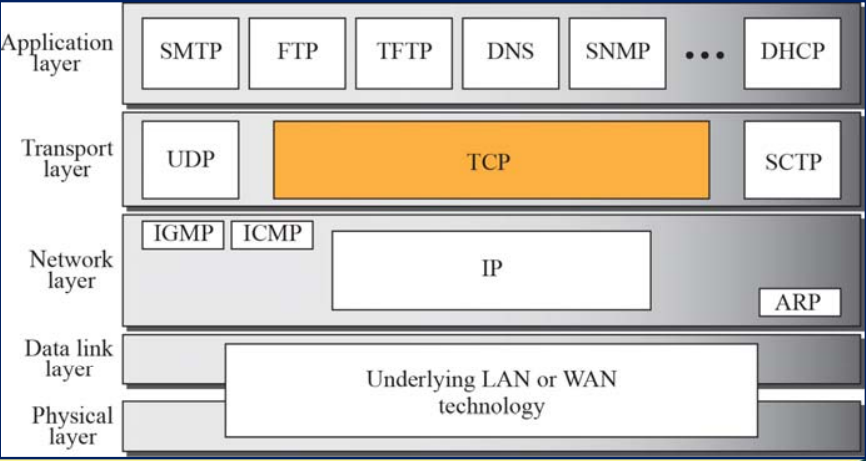 Application
layer
SMTP
FTP
TFTP
DNS
SNMP
DHCP
Transport
layer
UDP
TCP
SCTP
Network
layer
IGMP
ICMP
IP
ARP
Data link
layer
Underlying LAN or WAN
technology
Physical
layer